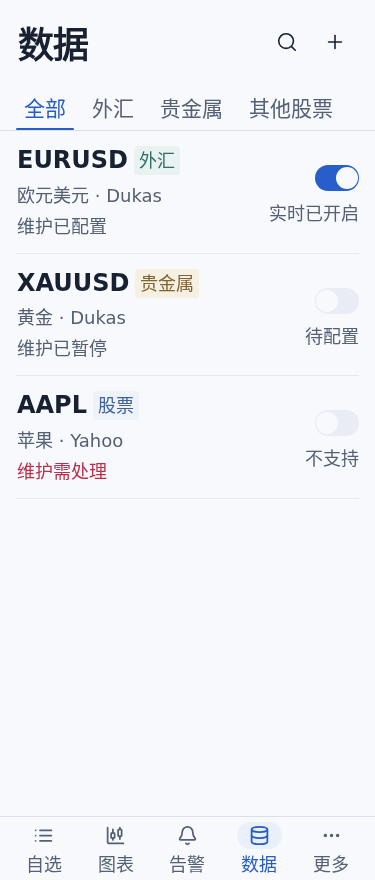 数据
全部 外汇 贵金属 其他股票
EURUSD 外汇
欧元美元 · Dukas
维护已配置
实时已开启
XAUUSD 贵金属
黄金 · Dukas
维护已暂停
待配置
AAPL 股票
苹果 · Yahoo
维护需处理
不支持
自选 图表 告警 数据 更多